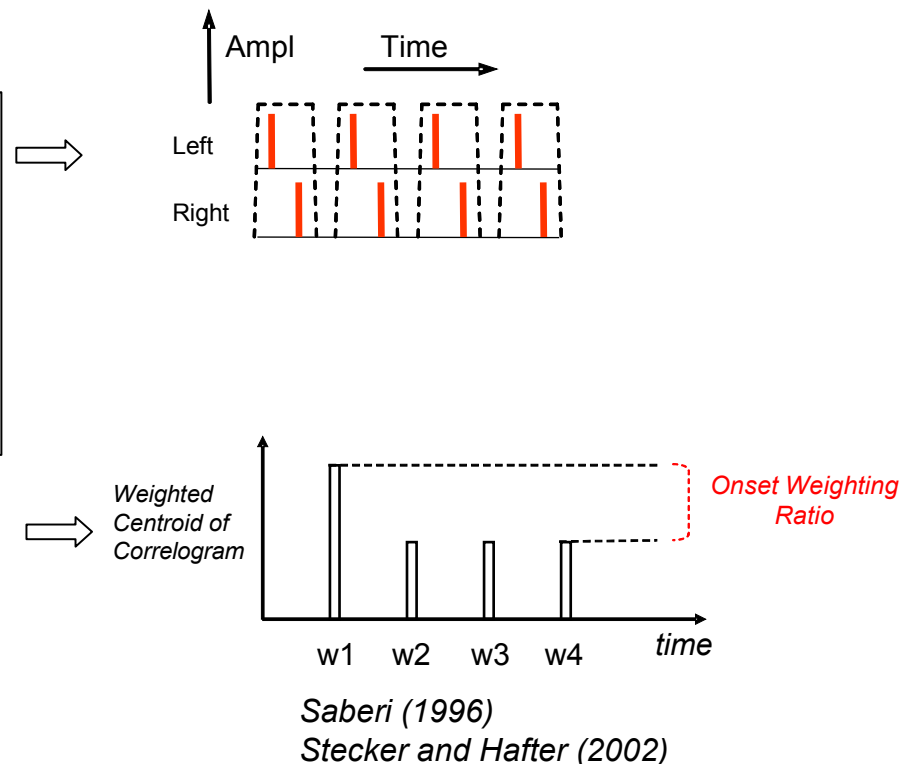 Ampl
Time
Left
Right
Weighted
Centroid of
Correlogram
Onset Weighting
Ratio
w1 w2 w3 w4
time
Saberi (1996)
Stecker and Hafter (2002)